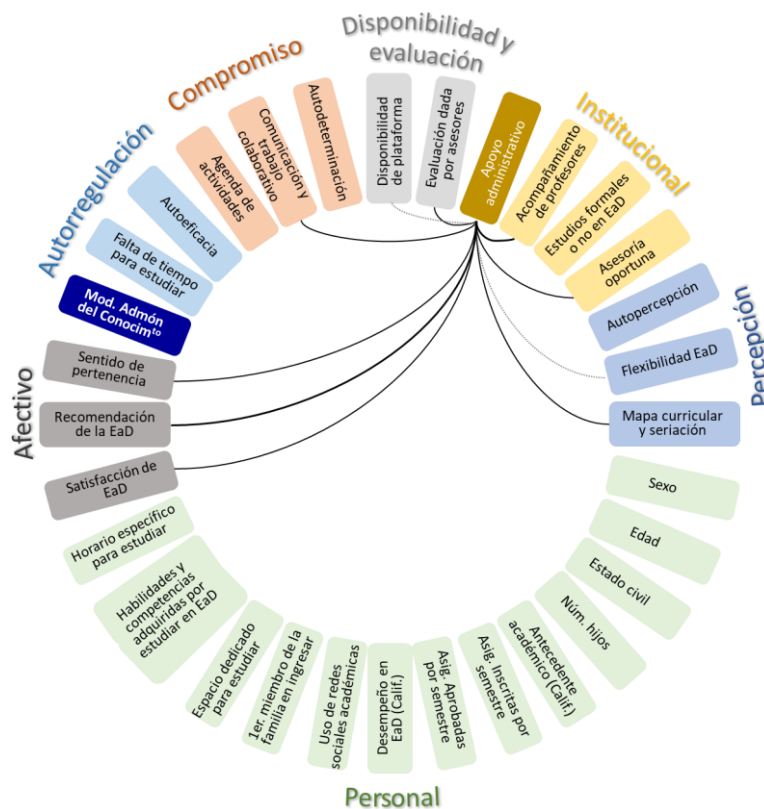 Disponibilidad y
evaluación
Compromiso
Institucional
Autorregulación
Percepción
Afectivo
Personal
Disponibilidad
de plataforma
Evaluación dada
por asesores
Apoyo
administrativo
Acompañamiento
de profesores
Estudios formales
o no en EaD
Asesoría
oportuna
Autopercepción
Flexibilidad EaD
Mapa curricular
y seriación
Sexo
Edad
Estado civil
Núm. hijos
Antecedente
académico (Calif.)
Asig. Inscritas por
semestre
Asig. Aprobadas
por semestre
Desempeño en
EaD (Calif.)
Uso de redes
sociales académicas
1er. miembro de la
familia en ingresar
Espacio dedicado
para estudiar
Habilidades y
competencias
adquiridas por
estudiar en EaD
Horario específico
para estudiar
Satisfacción de
EaD
Recomendación
de la EaD
Sentido de
pertenencia
Mod. Admón
del Conocimto
Falta de tiempo
para estudiar
Autoeficacia
Agenda de
actividades
Comunicación y
trabajo
colaborativo
Autodeterminación